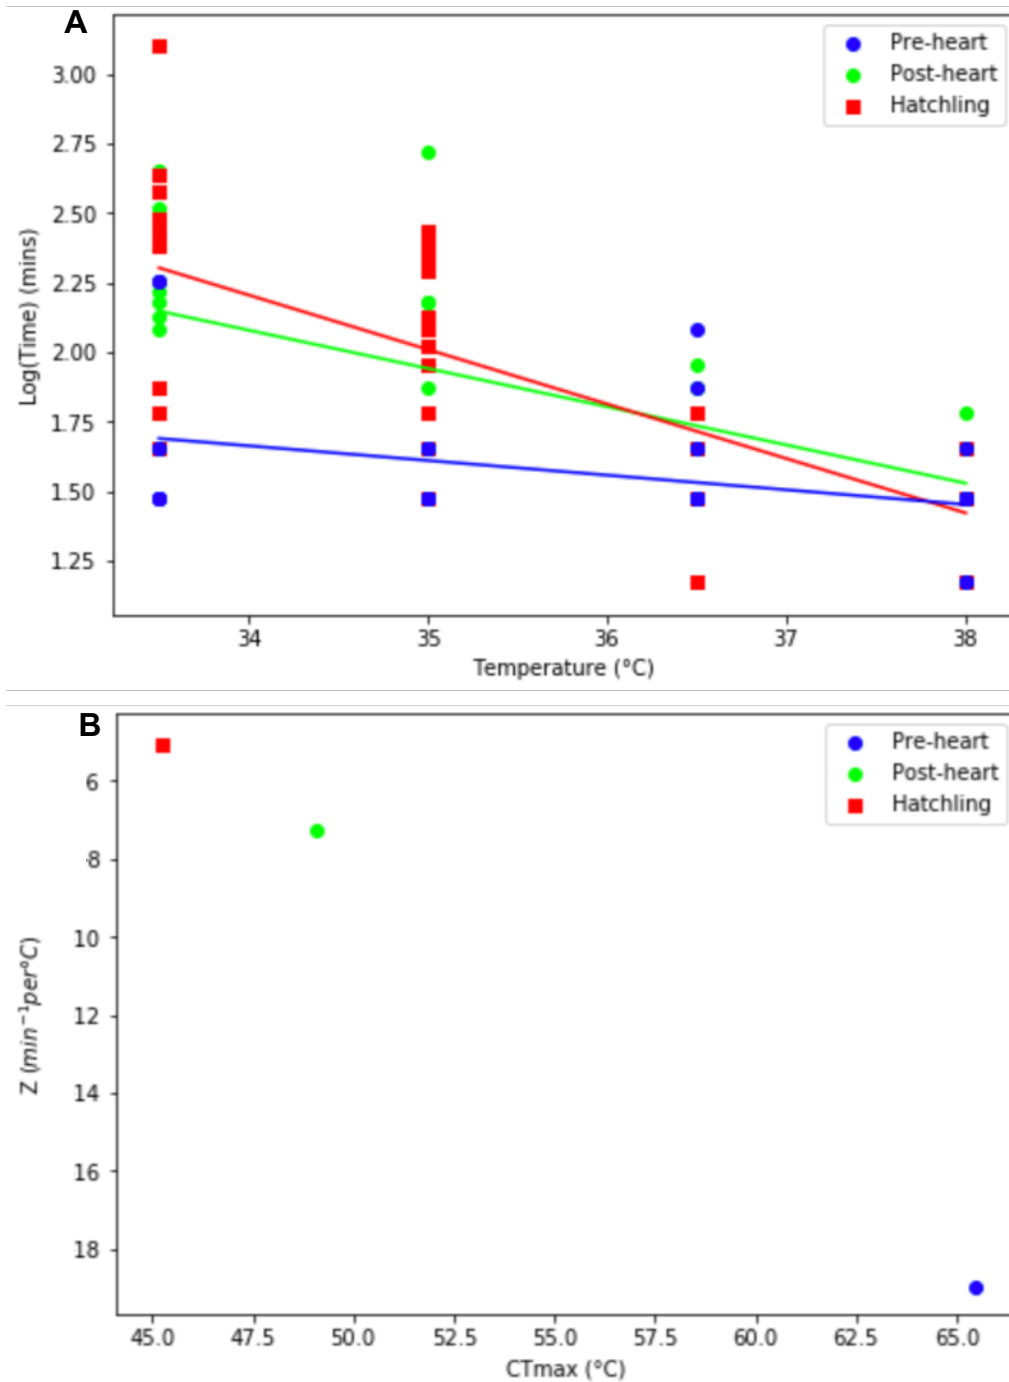 A
Pre-heart
Post-heart
Hatchling
3.00
2.75
2.50
2.25
2.00
1.75
1.50
1.25
Log(Time) (mins)
34 35 36 37 38
Temperature (°C)
B
Pre-heart
Post-heart
Hatchling
6
8
10
12
14
16
18
Z (min⁻¹per°C)
45.0 47.5 50.0 52.5 55.0 57.5 60.0 62.5 65.0
CTmax (°C)